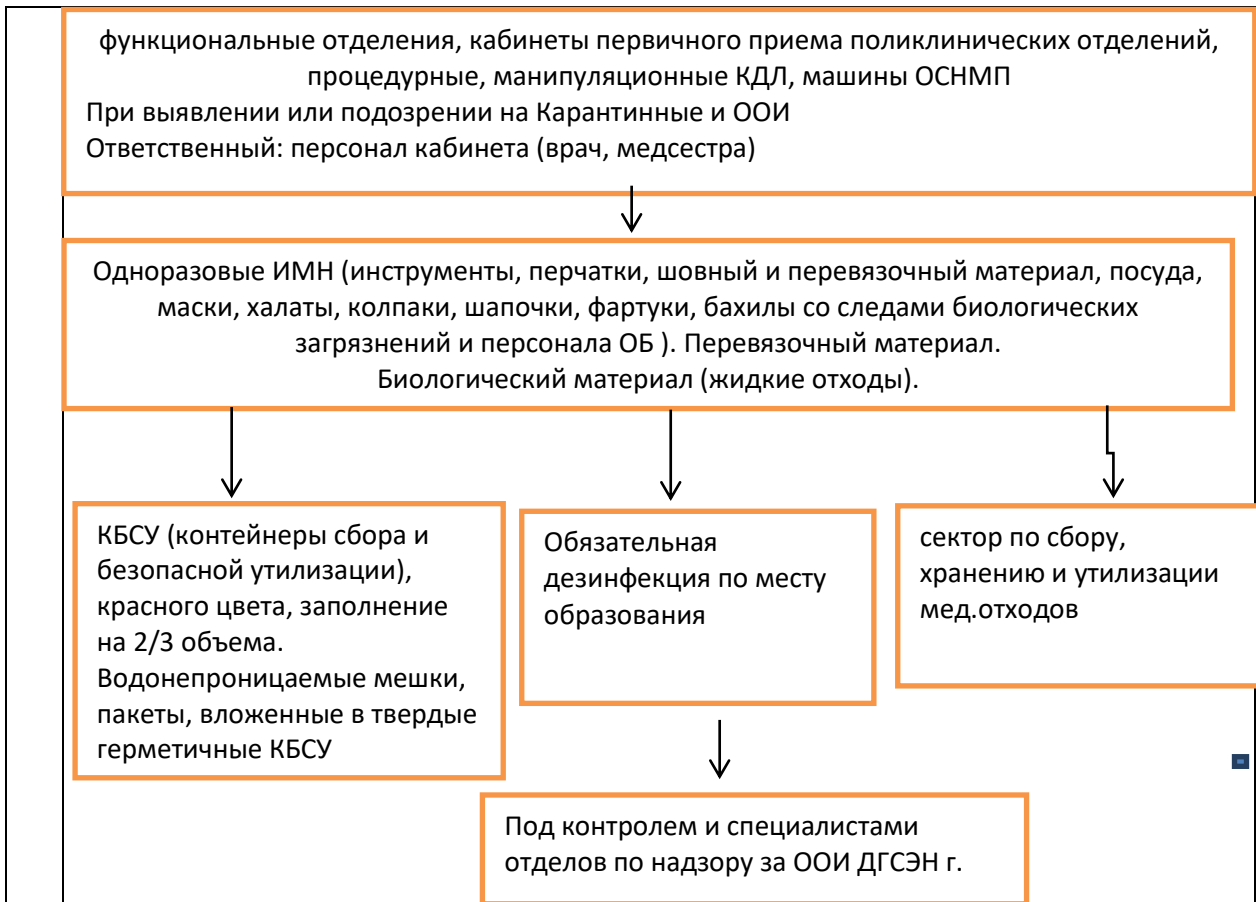 функциональные отделения, кабинеты первичного приема поликлинических отделений,
процедурные, манипуляционные КДЛ, машины ОСНМП
При выявлении или подозрении на Карантинные и ООИ
Ответственный: персонал кабинета (врач, медсестра)
Одноразовые ИМН (инструменты, перчатки, шовный и перевязочный материал, посуда,
маски, халаты, колпаки, шапочки, фартуки, бахилы со следами биологических
загрязнений и персонала ОБ ). Перевязочный материал.
Биологический материал (жидкие отходы).
КБСУ (контейнеры сбора и
безопасной утилизации),
красного цвета, заполнение
на 2/3 объема.
Водонепроницаемые мешки,
пакеты, вложенные в твердые
герметичные КБСУ
Обязательная
дезинфекция по месту
образования
сектор по сбору,
хранению и утилизации
мед.отходов
Под контролем и специалистами
отделов по надзору за ООИ ДГСЭН г.